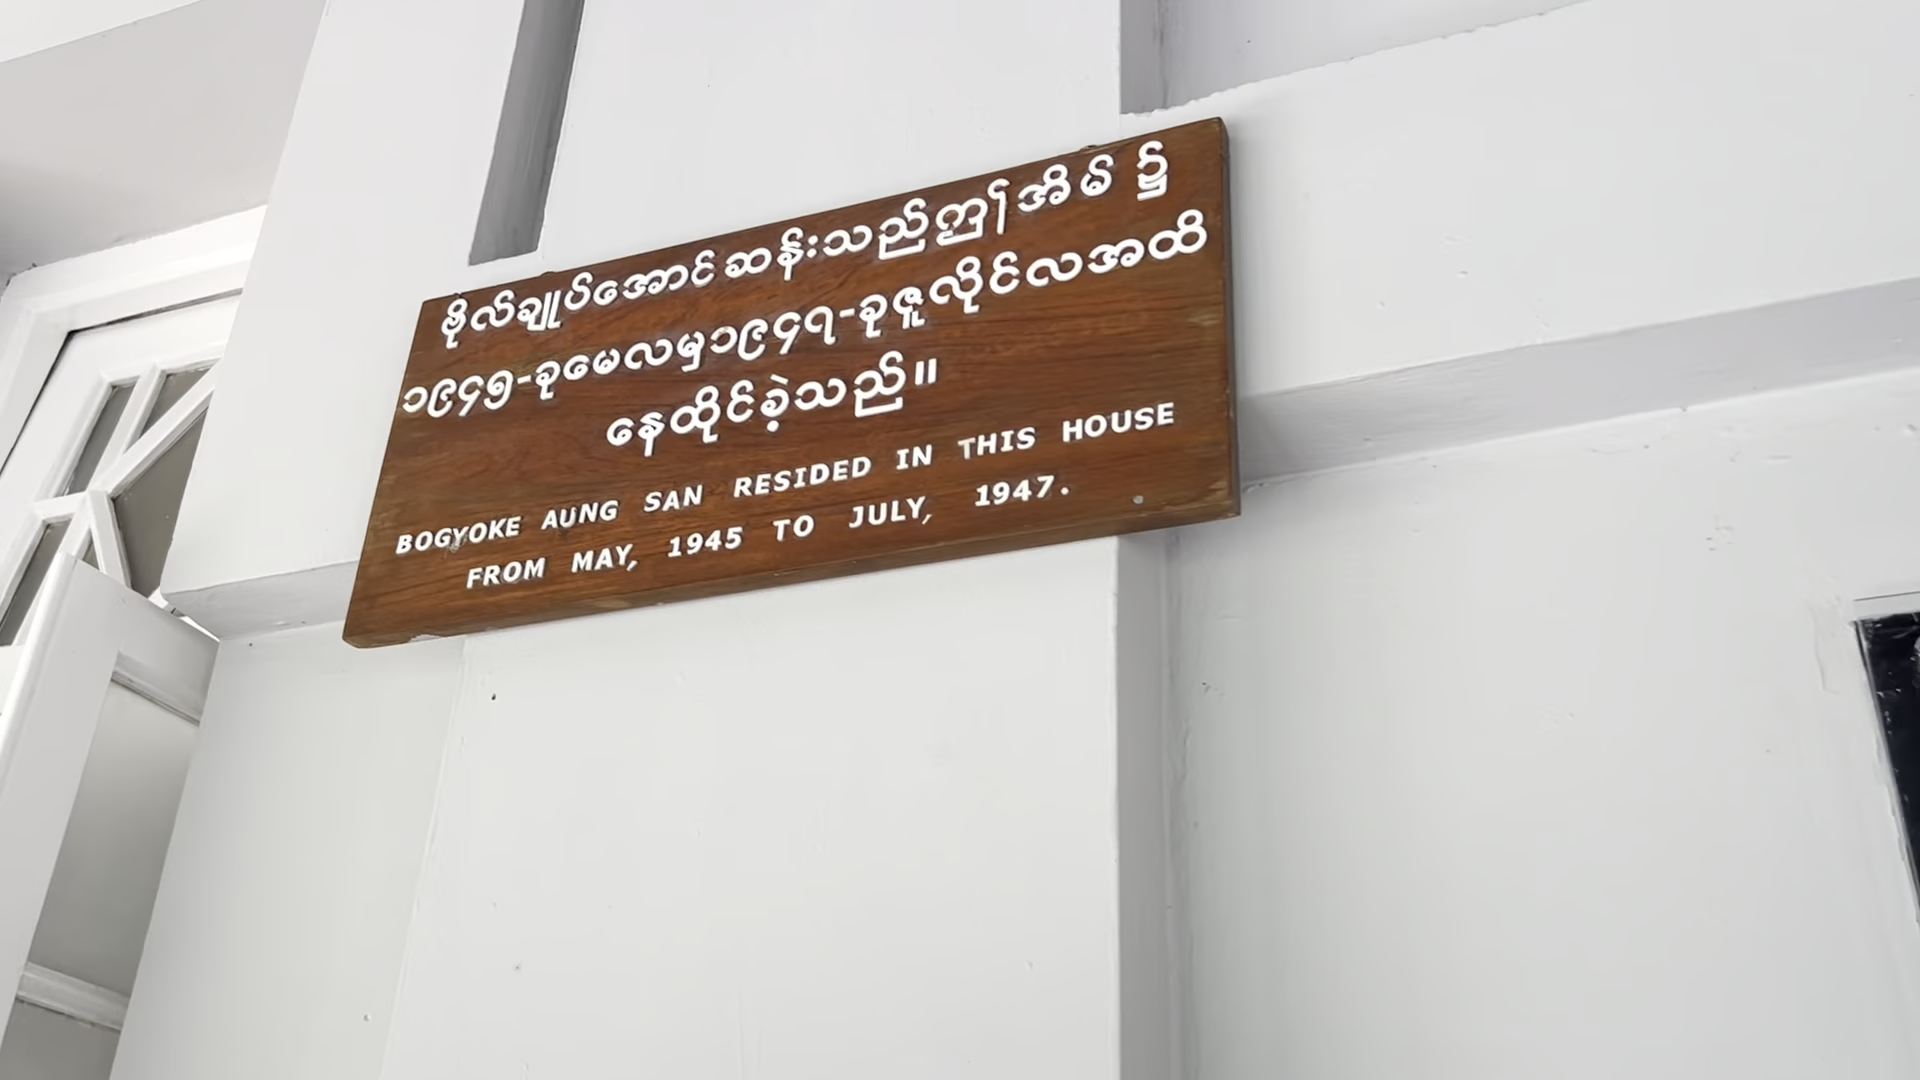 ဗိုလ်ချုပ်အောင်ဆန်းသည်ဤအိမ် ၌
၁၉၄၅-ခုမေလမှ၁၉၄၇-ခုဇူလိုင်လအထိ
နေထိုင်ခဲ့သည်။
BOGYOKE AUNG SAN RESIDED IN THIS HOUSE
FROM MAY, 1945 TO JULY, 1947.